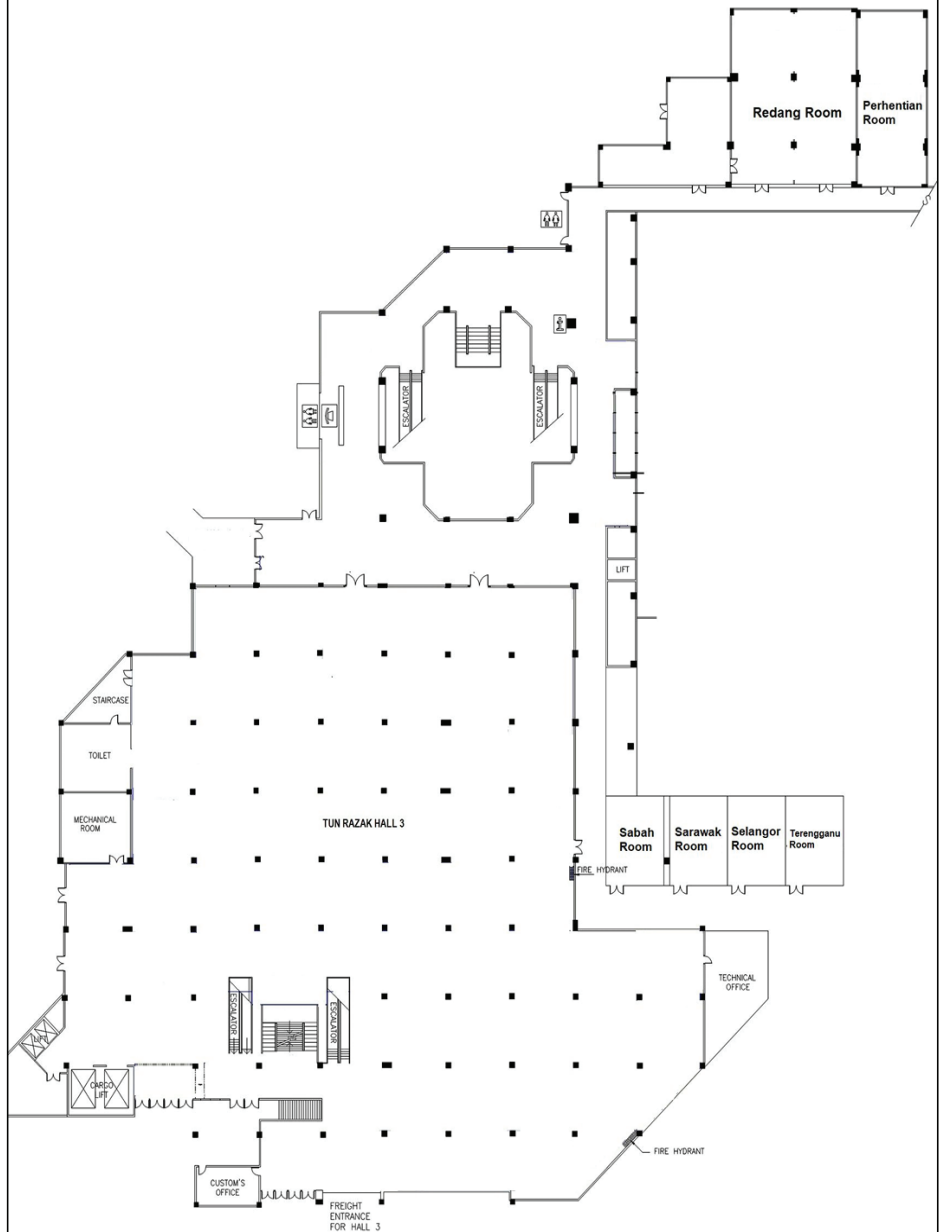 Redang Room
Perhentian
Room
ESCALATOR
ESCALATOR
LIFT
STAIRCASE
TOILET
MECHANICAL
ROOM
TUN RAZAK HALL 3
Sabah
Room
Sarawak
Room
Selangor
Room
Terengganu
Room
FIRE HYDRANT
TECHNICAL
OFFICE
ESCALATOR
ESCALATOR
LIFT
CARGO
LIFT
FIRE HYDRANT
CUSTOM'S
OFFICE
FREIGHT
ENTRANCE
FOR HALL 3